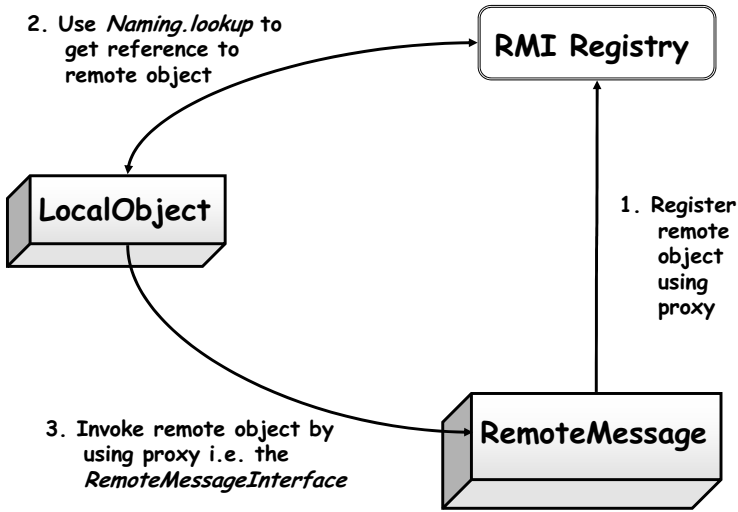 2. Use Naming.lookup to
get reference to
remote object
RMI Registry
LocalObject
1. Register
remote
object
using
proxy
3. Invoke remote object by
using proxy i.e. the
RemoteMessageInterface
RemoteMessage